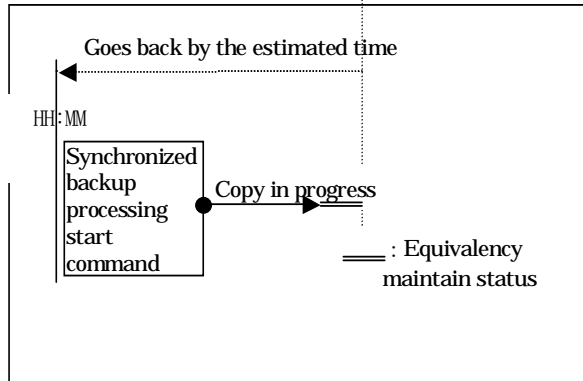 Goes back by the estimated time
HH:MM
Synchronized
backup
processing
start
command
Copy in progress
: Equivalency
maintain status